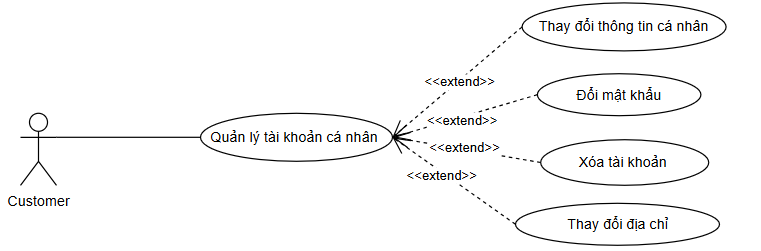 Thay đổi thông tin cá nhân
<<extend>>
Đổi mật khẩu
<<extend>>
Quản lý tài khoản cá nhân
<<extend>>
Xóa tài khoản
<<extend>>
Customer
Thay đổi địa chỉ